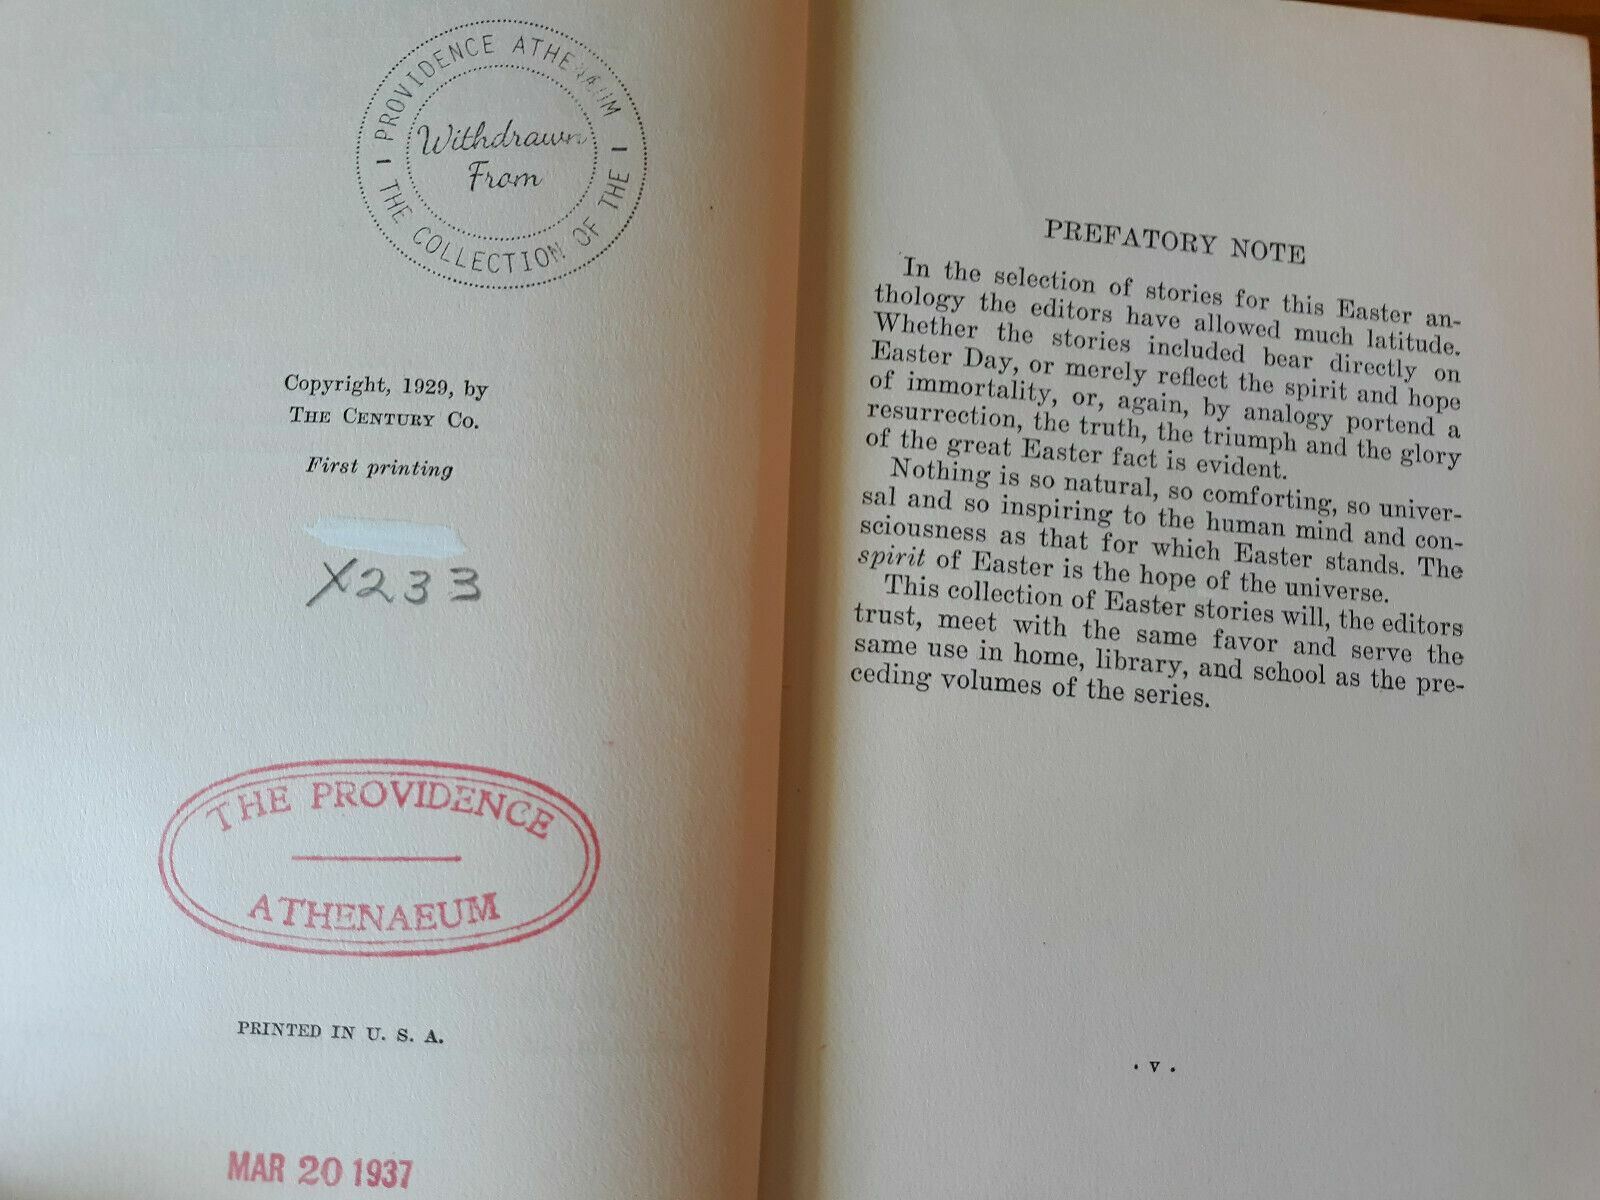 PROVIDENCE ATHENAEUM
THE COLLECTION OF THE
Withdrawn
From
Copyright, 1929, by
THE CENTURY CO.
First printing
X233
THE PROVIDENCE
ATHENAEUM
PRINTED IN U. S. A.
MAR 20 1937
PREFATORY NOTE
In the selection of stories for this Easter an-
thology the editors have allowed much latitude.
Whether the stories included bear directly on
Easter Day, or merely reflect the spirit and hope
of immortality, or, again, by analogy portend a
resurrection, the truth, the triumph and the glory
of the great Easter fact is evident.
Nothing is so natural, so comforting, so univer-
sal and so inspiring to the human mind and con-
sciousness as that for which Easter stands. The
spirit of Easter is the hope of the universe.
This collection of Easter stories will, the editors
trust, meet with the same favor and serve the
same use in home, library, and school as the pre-
ceding volumes of the series.
. v .